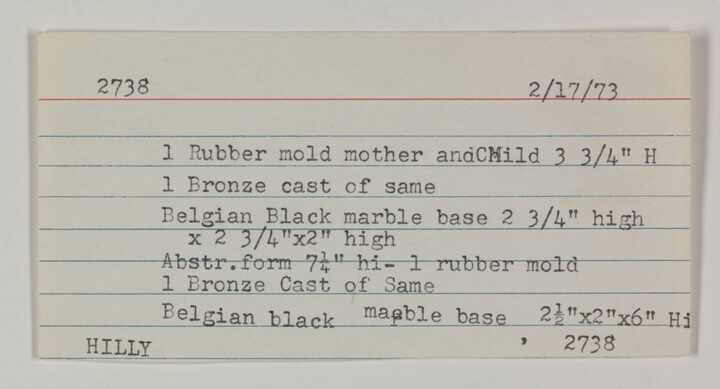 2738 2/17/73
1 Rubber mold mother andCHild 3 3/4" H
1 Bronze cast of same
Belgian Black marble base 2 3/4" high
x 2 3/4"x2" high
Abstr.form 7¼" hi- 1 rubber mold
1 Bronze Cast of Same
Belgian black marble base 2½"x2"x6" Hi
HILLY , 2738